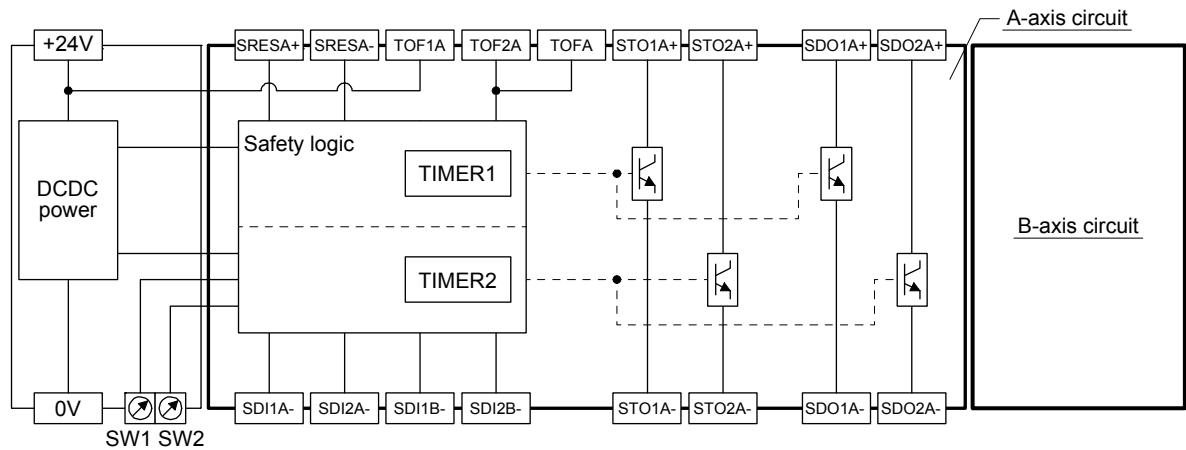 A-axis circuit
+24V
SRESA+
SRESA-
TOF1A
TOF2A
TOFA
STO1A+
STO2A+
SDO1A+
SDO2A+
Safety logic
TIMER1
DCDC
power
B-axis circuit
TIMER2
0V
SDI1A-
SDI2A-
SDI1B-
SDI2B-
STO1A-
STO2A-
SDO1A-
SDO2A-
SW1 SW2